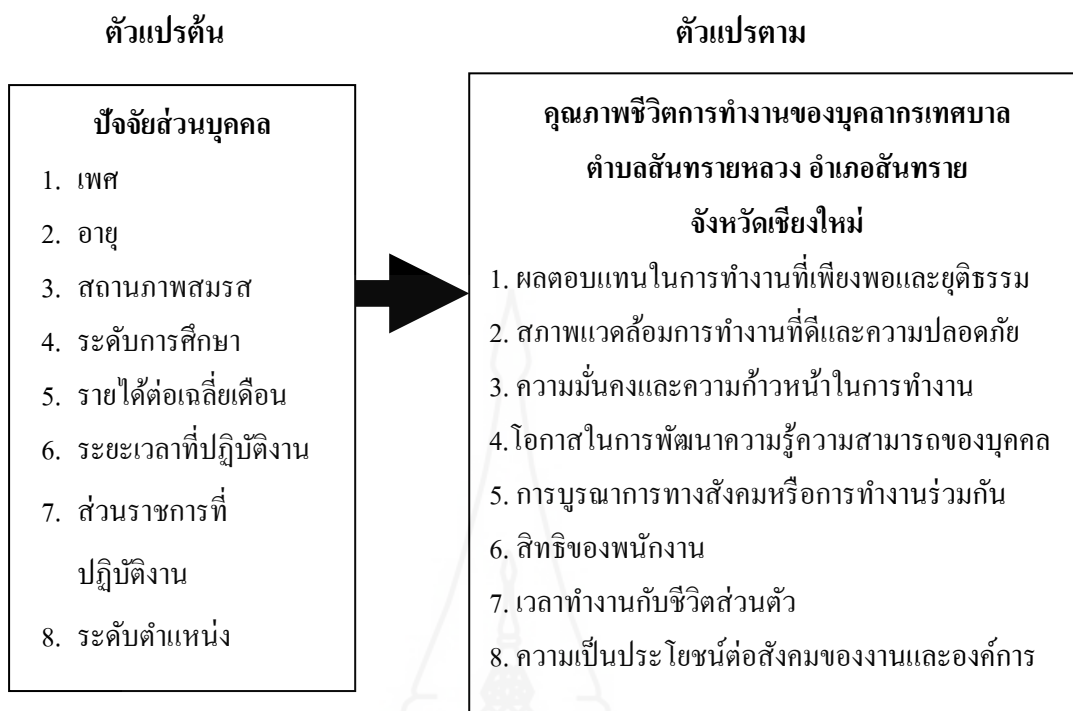 ตัวแปรต้น
ปัจจัยส่วนบุคคล
1. เพศ
2. อายุ
3. สถานภาพสมรส
4. ระดับการศึกษา
5. รายได้ต่อเฉลี่ยเดือน
6. ระยะเวลาที่ปฏิบัติงาน
7. ส่วนราชการที่
ปฏิบัติงาน
8. ระดับตำแหน่ง
ตัวแปรตาม
คุณภาพชีวิตการทำงานของบุคลากรเทศบาล
ตำบลสันทรายหลวง อำเภอสันทราย
จังหวัดเชียงใหม่
1. ผลตอบแทนในการทำงานที่เพียงพอและยุติธรรม
2. สภาพแวดล้อมการทำงานที่ดีและความปลอดภัย
3. ความมั่นคงและความก้าวหน้าในการทำงาน
4.โอกาสในการพัฒนาความรู้ความสามารถของบุคคล
5. การบูรณาการทางสังคมหรือการทำงานร่วมกัน
6. สิทธิของพนักงาน
7. เวลาทำงานกับชีวิตส่วนตัว
8. ความเป็นประโยชน์ต่อสังคมของงานและองค์การ